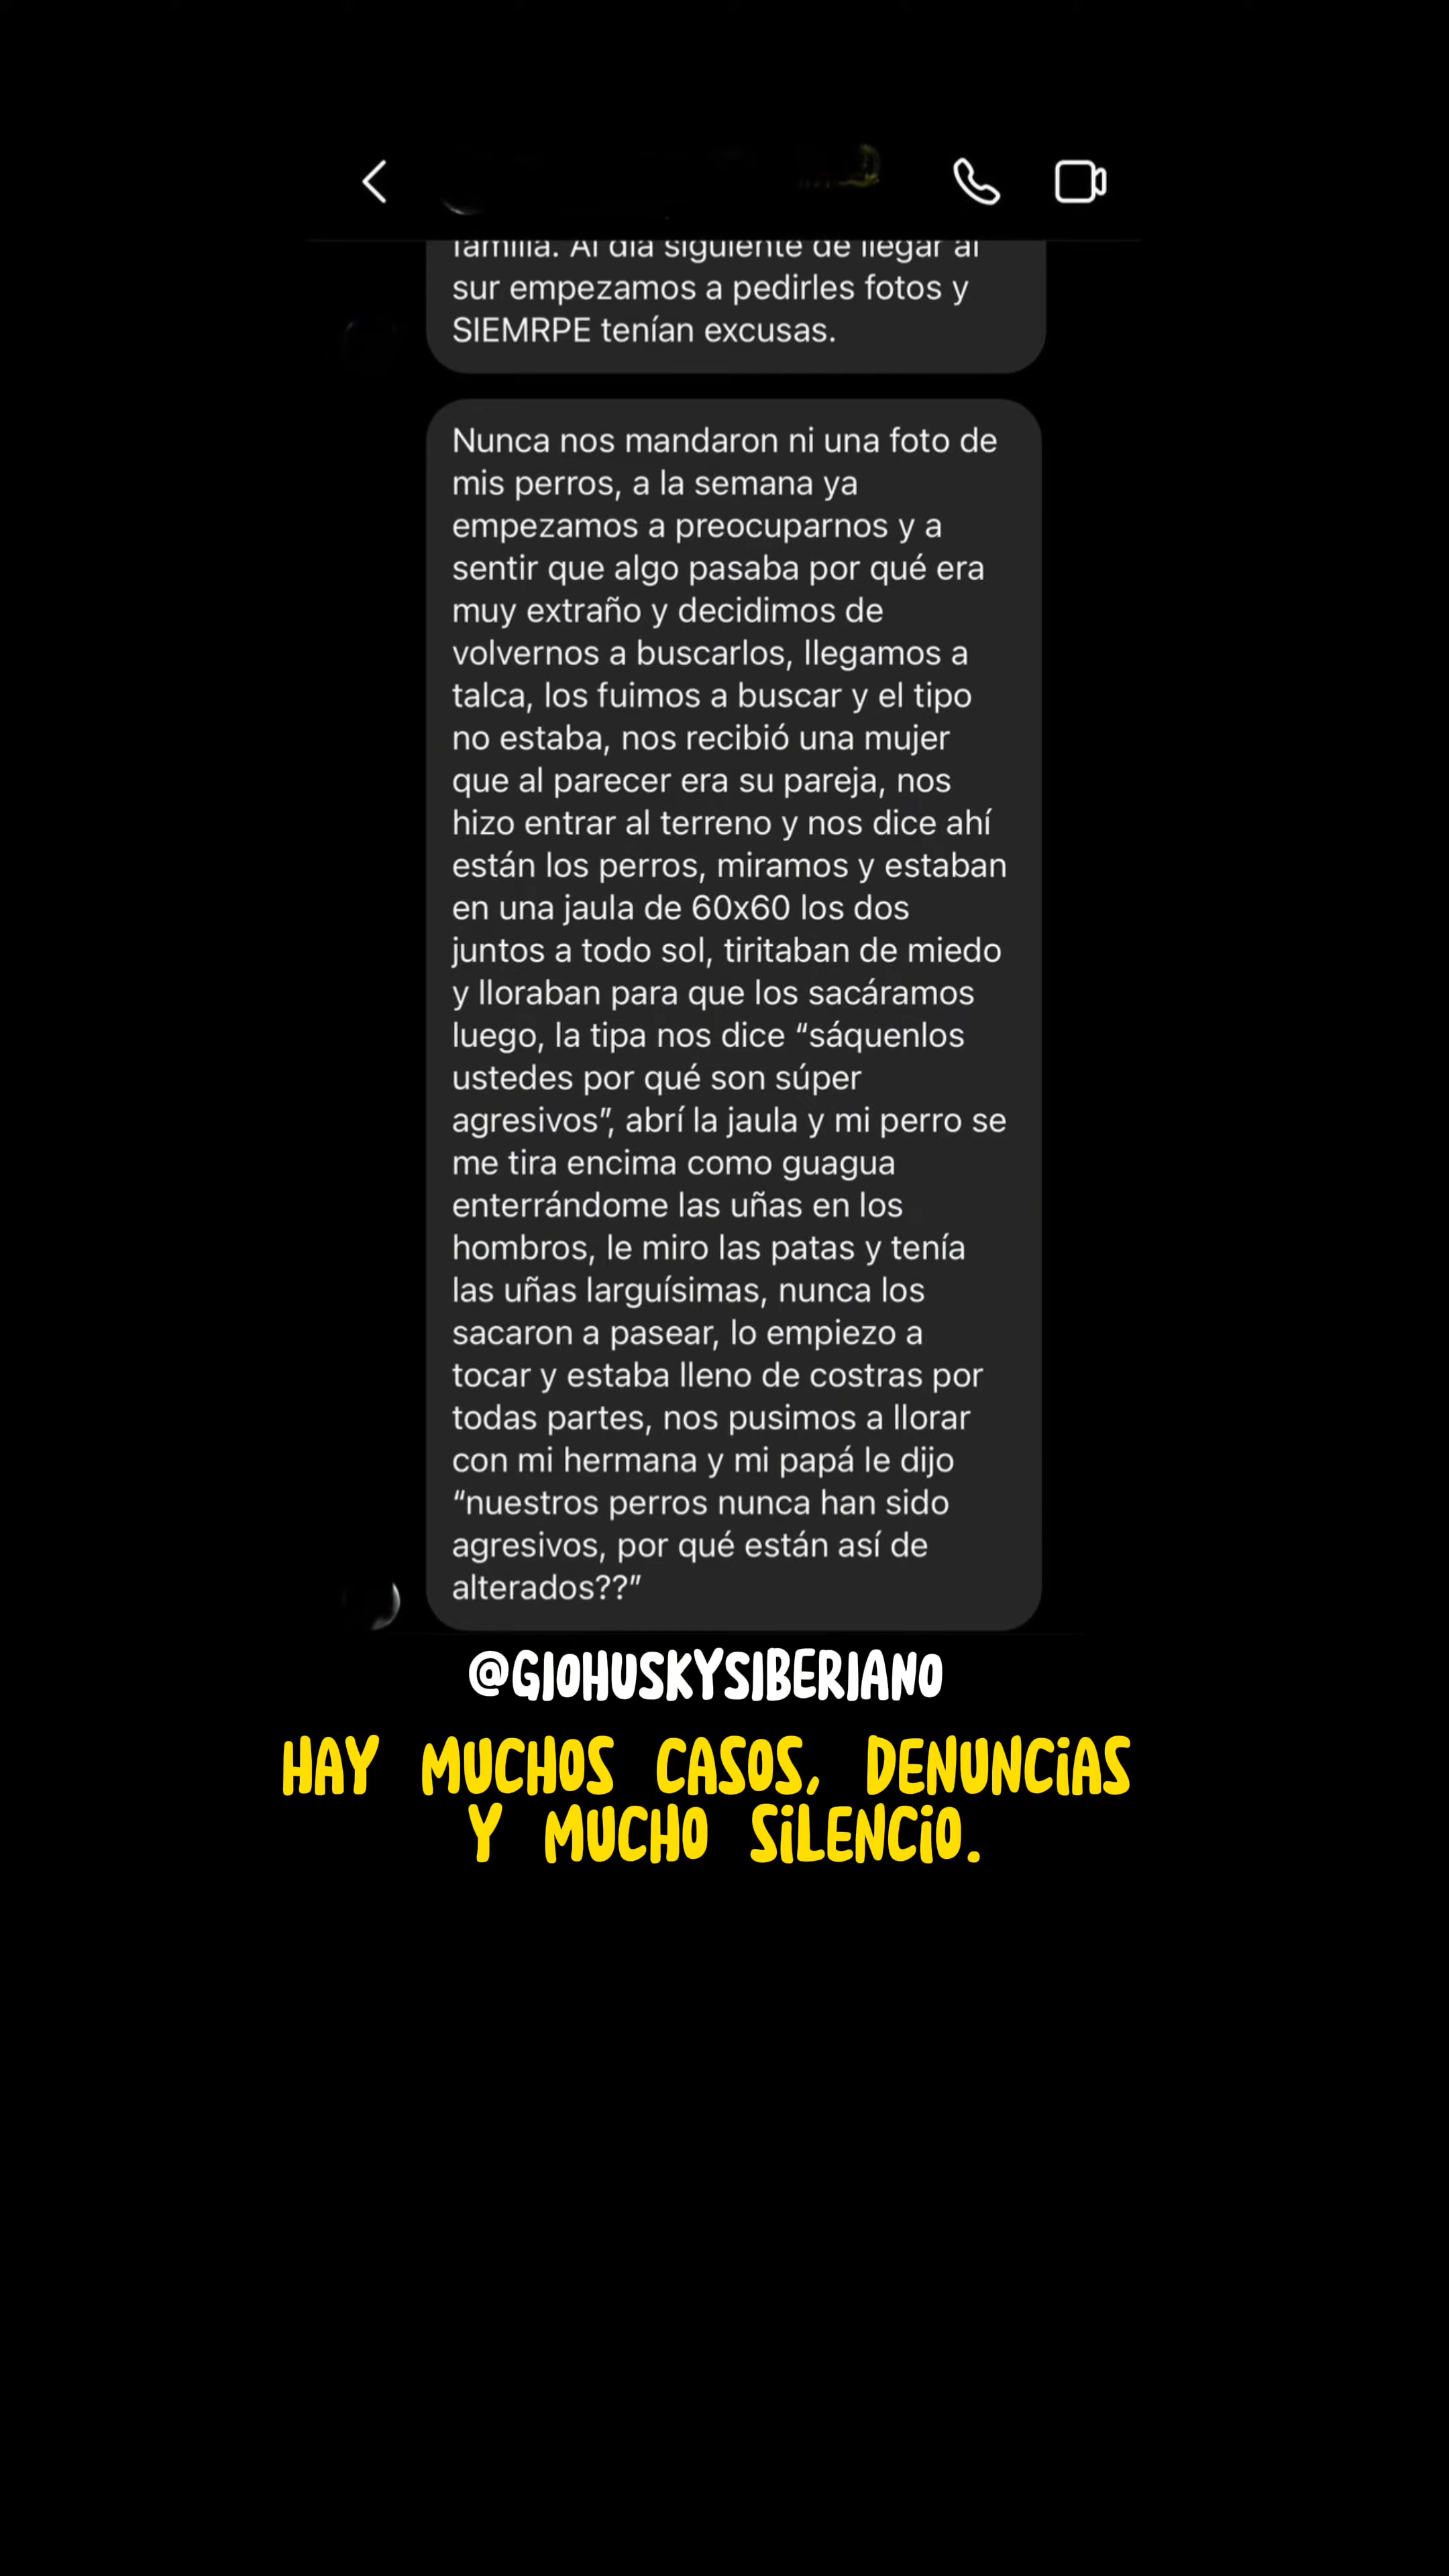 familia. Al día siguiente de llegar al
sur empezamos a pedirles fotos y
SIEMRPE tenían excusas.
Nunca nos mandaron ni una foto de
mis perros, a la semana ya
empezamos a preocuparnos y a
sentir que algo pasaba por qué era
muy extraño y decidimos de
volvernos a buscarlos, llegamos a
talca, los fuimos a buscar y el tipo
no estaba, nos recibió una mujer
que al parecer era su pareja, nos
hizo entrar al terreno y nos dice ahí
están los perros, miramos y estaban
en una jaula de 60x60 los dos
juntos a todo sol, tiritaban de miedo
y lloraban para que los sacáramos
luego, la tipa nos dice “sáquenlos
ustedes por qué son súper
agresivos”, abrí la jaula y mi perro se
me tira encima como guagua
enterrándome las uñas en los
hombros, le miro las patas y tenía
las uñas larguísimas, nunca los
sacaron a pasear, lo empiezo a
tocar y estaba lleno de costras por
todas partes, nos pusimos a llorar
con mi hermana y mi papá le dijo
“nuestros perros nunca han sido
agresivos, por qué están así de
alterados??”
@GIOHUSKYSIBERIANO
HAY MUCHOS CASOS, DENUNCiAS
Y MUCHO SiLENCiO.